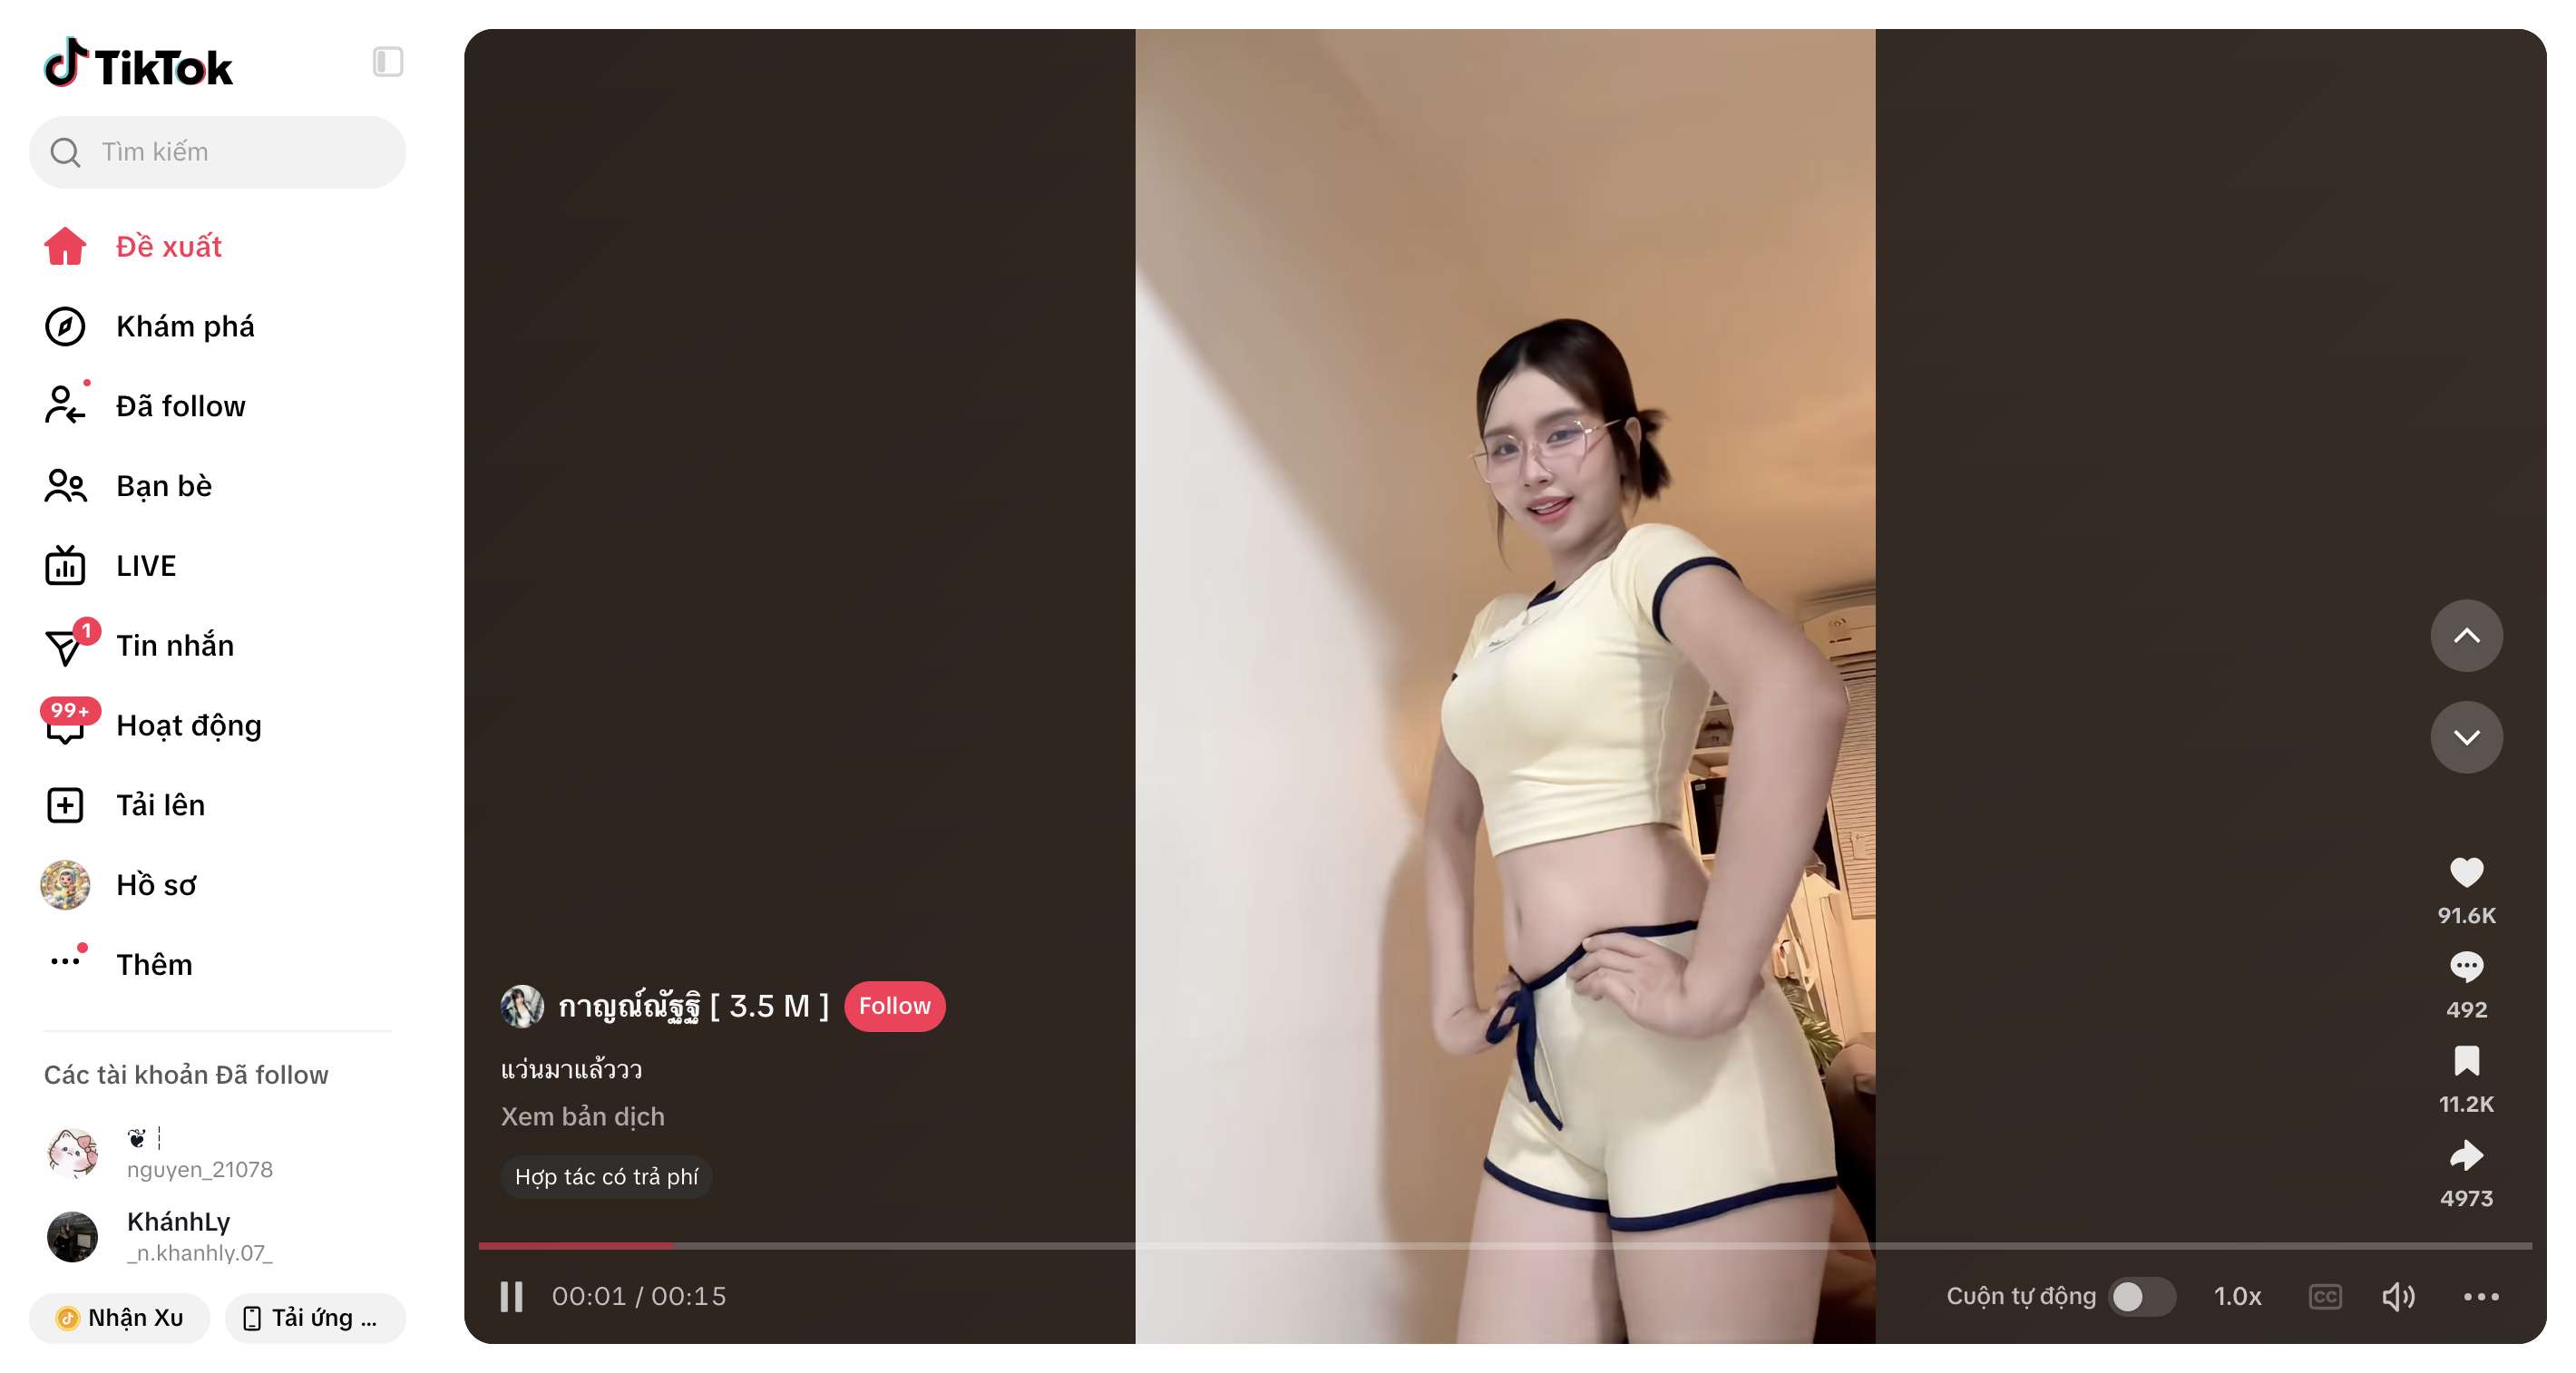 TikTok
Tìm kiếm
Đề xuất
Khám phá
Đã follow
Bạn bè
LIVE
1
Tin nhắn
99+
Hoạt động
Tải lên
Hồ sơ
Thêm
Các tài khoản Đã follow
❦ ┊
nguyen_21078
KhánhLy
_n.khanhly.07_
Nhận Xu
Tải ứng ...
กาญณ์ณัฐฐิ [ 3.5 M ]
Follow
แว่นมาแล้ววว
Xem bản dịch
Hợp tác có trả phí
00:01 / 00:15
91.6K
492
11.2K
4973
Cuộn tự động
1.0x
CC